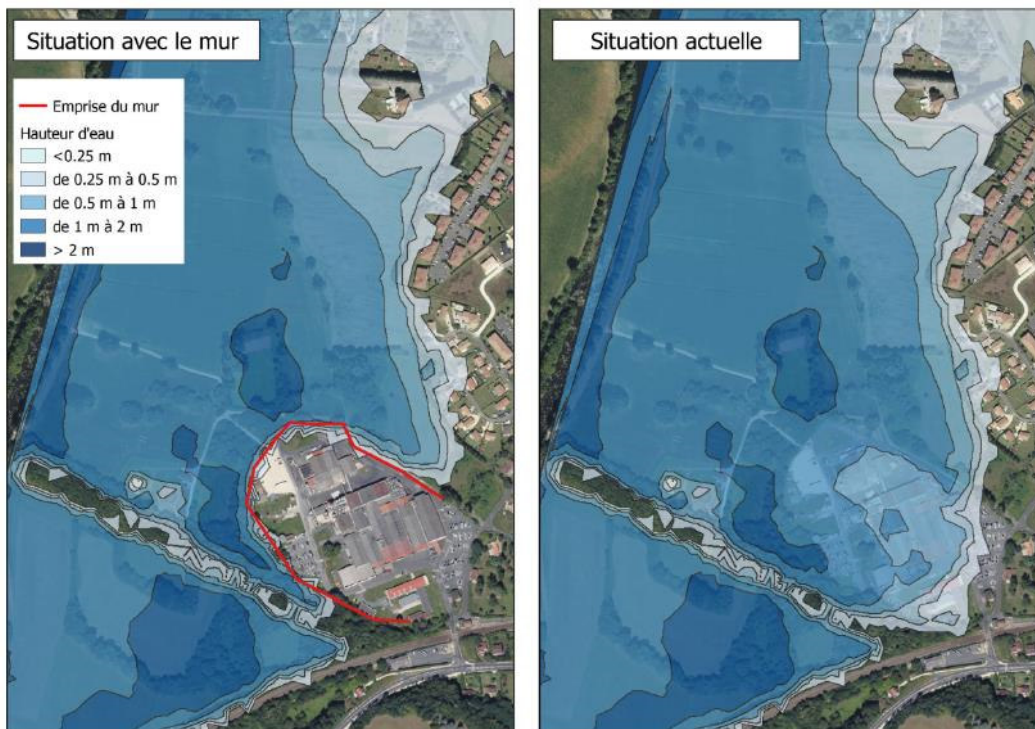 Situation avec le mur
Emprise du mur
Hauteur d'eau
<0.25 m
de 0.25 m à 0.5 m
de 0.5 m à 1 m
de 1 m à 2 m
> 2 m
Situation actuelle